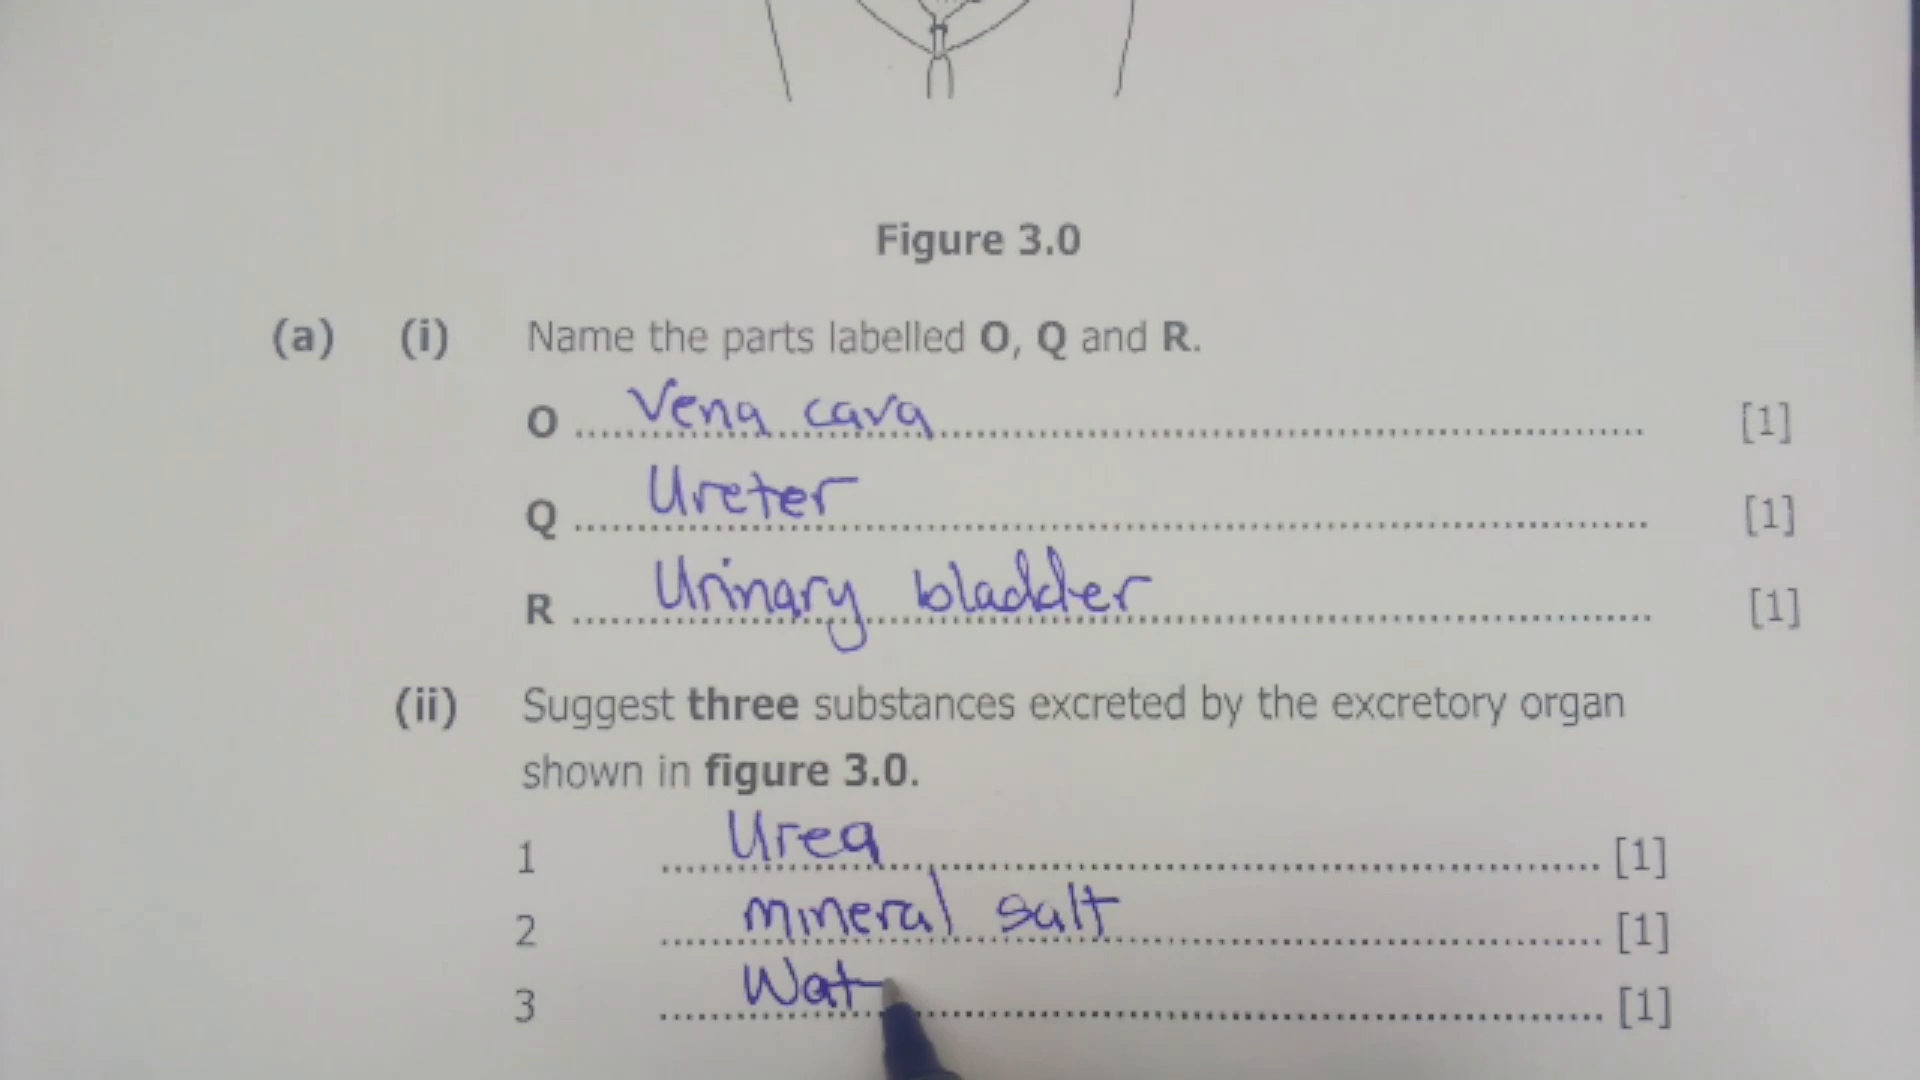 Figure 3.0
(a) (i) Name the parts labelled O, Q and R.
O Vena cava [1]
Q Ureter [1]
R Urinary bladder [1]
(ii) Suggest three substances excreted by the excretory organ
shown in figure 3.0.
1 Urea [1]
2 mineral salt [1]
3 Wat [1]